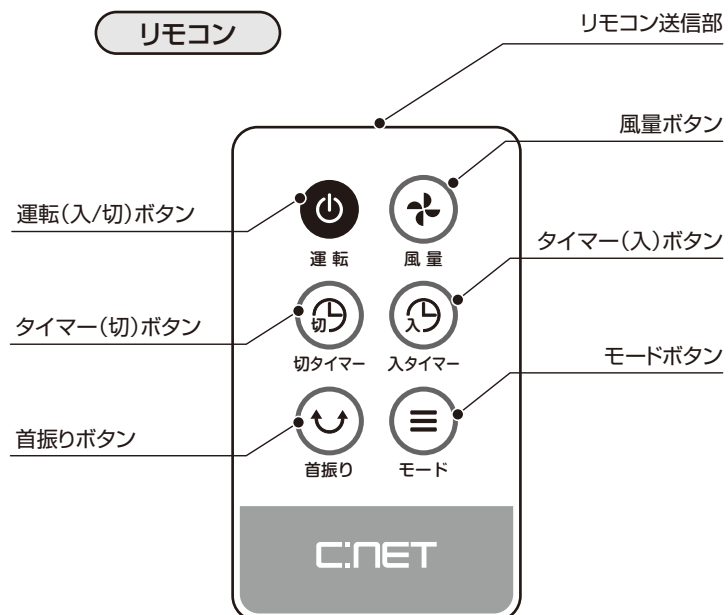 リモコン
リモコン送信部
風量ボタン
運転（入/切）ボタン
タイマー（入）ボタン
タイマー（切）ボタン
モードボタン
首振りボタン
運転
風量
切
入
切タイマー
入タイマー
首振り
モード
C:NET